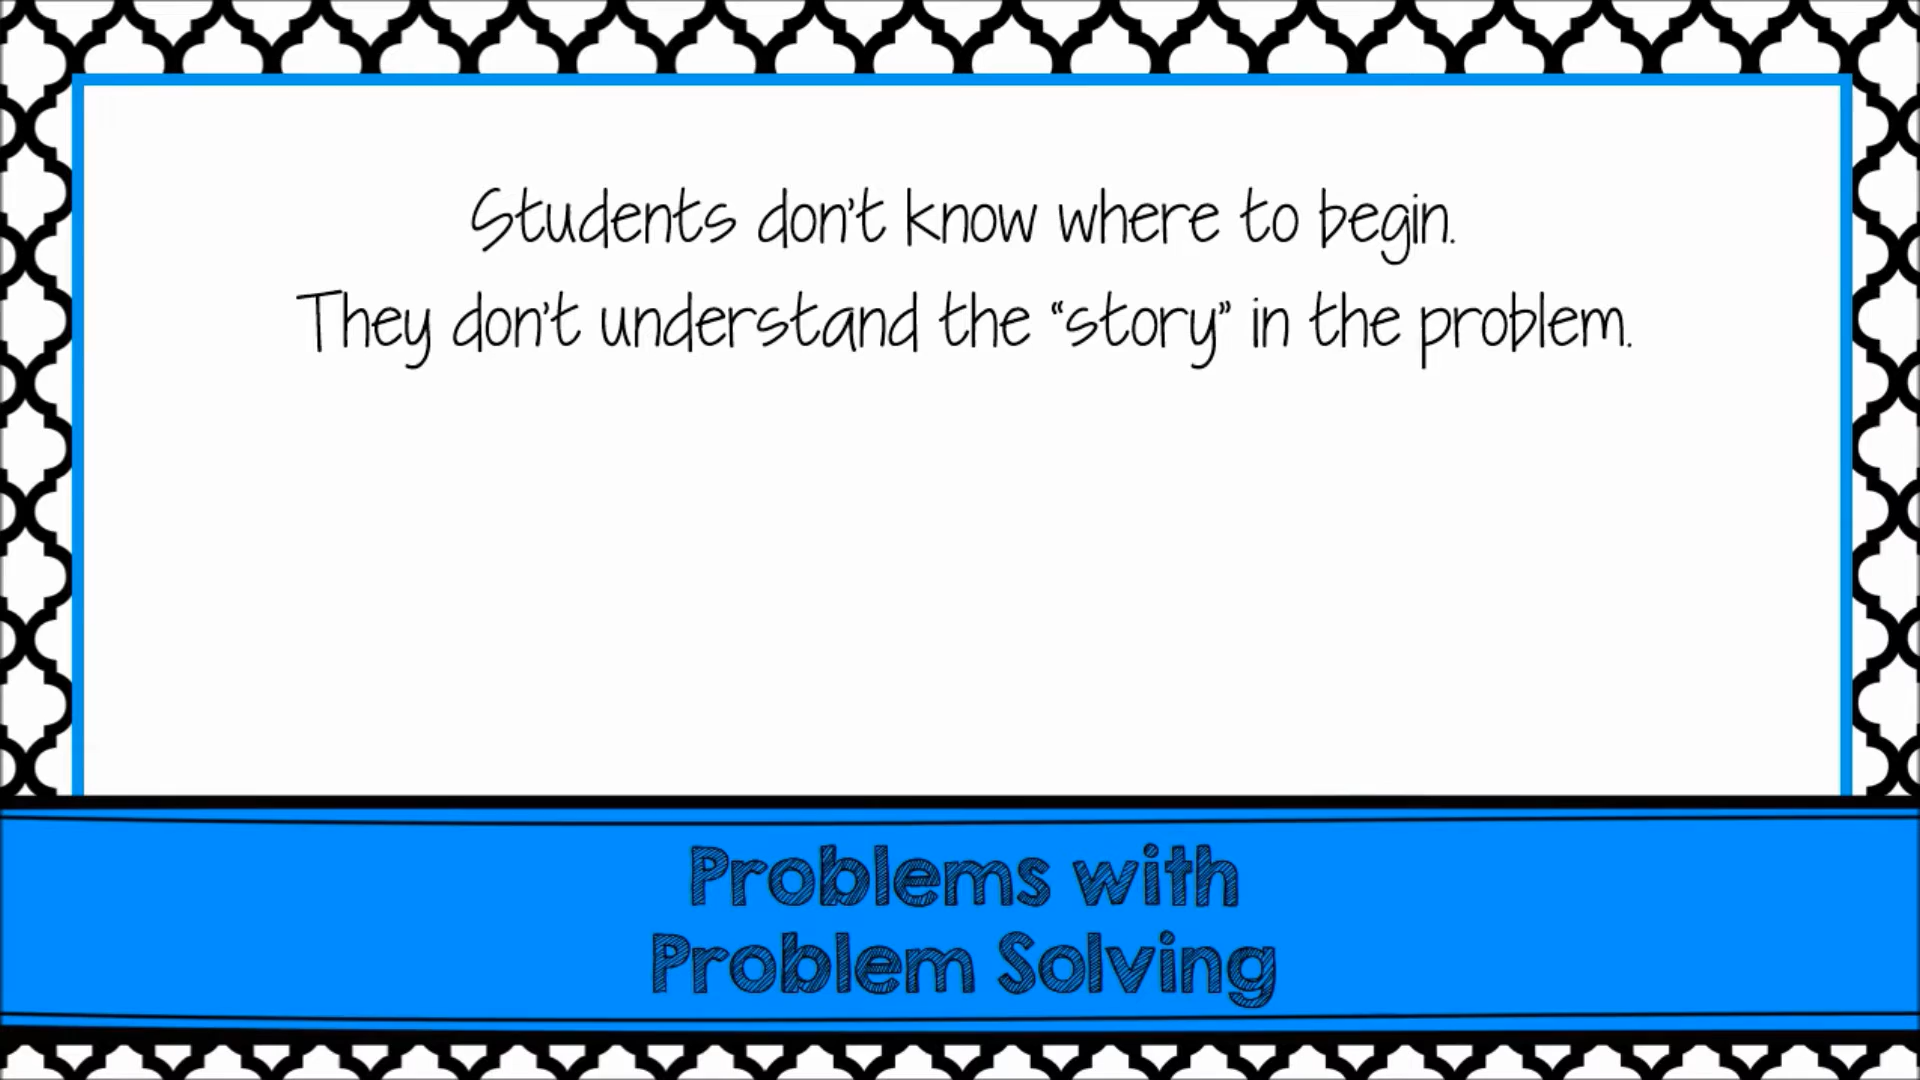 Students don't know where to begin.
They don't understand the “story” in the problem.
Problems with
Problem Solving